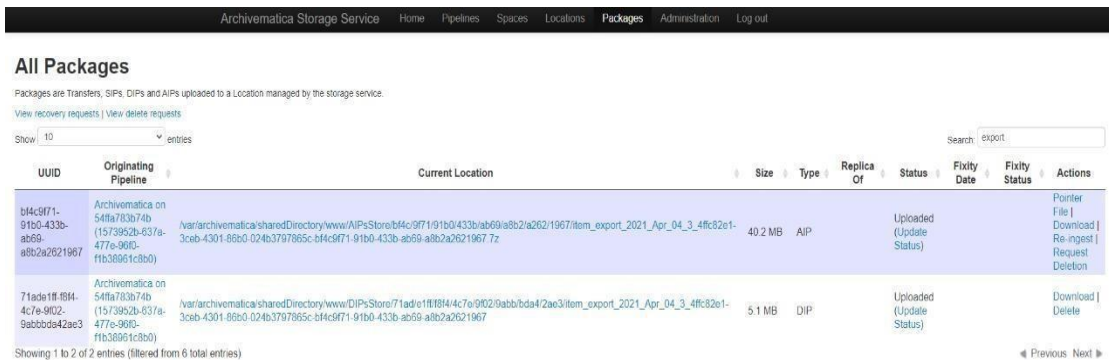 Archivematica Storage Service Home Pipelines Spaces Locations Packages Administration Log out
All Packages
Packages are Transfers, SIPs, DIPs and AIPs uploaded to a Location managed by the storage service.
View recovery requests | View delete requests
Show 10 entries
Search: export
UUID Originating Pipeline Current Location Size Type Replica Of Status Fixity Date Fixity Status Actions
bf4c9f71-
91b0-433b-
ab69-
a8b2a2621967
Archivematica on
54ffa783b74b
(1573952b-637a-
477e-96f0-
f1b38961c8b0)
/var/archivematica/sharedDirectory/www/AIPsStore/bf4c/9f71/91b0/433b/ab69/a8b2/a262/1967/item_export_2021_Apr_04_3_4ffc82e1-
3ceb-4301-86b0-024b3797865c-bf4c9f71-91b0-433b-ab69-a8b2a2621967.7z
40.2 MB AIP
Uploaded
(Update
Status)
Pointer
File |
Download |
Re-ingest |
Request
Deletion
71ade1ff-f8f4-
4c7e-9f02-
9abbbda42ae3
Archivematica on
54ffa783b74b
(1573952b-637a-
477e-96f0-
f1b38961c8b0)
/var/archivematica/sharedDirectory/www/DIPsStore/71ad/e1ff/f8f4/4c7e/9f02/9abb/bda4/2ae3/item_export_2021_Apr_04_3_4ffc82e1-
3ceb-4301-86b0-024b3797865c-bf4c9f71-91b0-433b-ab69-a8b2a2621967
5.1 MB DIP
Uploaded
(Update
Status)
Download |
Delete
Showing 1 to 2 of 2 entries (filtered from 6 total entries)
Previous Next